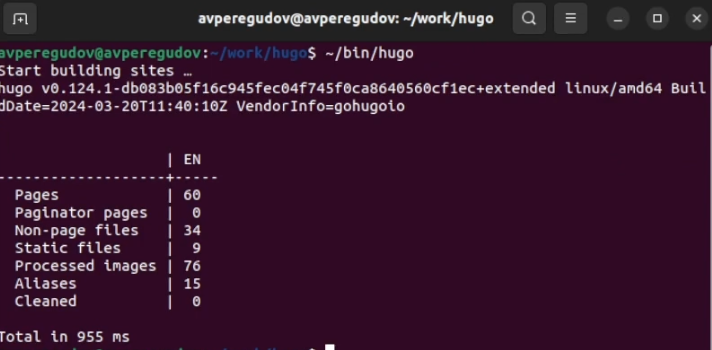 avperegudov@avperegudov: ~/work/hugo
avperegudov@avperegudov:~/work/hugo$ ~/bin/hugo
Start building sites …
hugo v0.124.1-db083b05f16c945fec04f745f0ca8640560cf1ec+extended linux/amd64 Buil
dDate=2024-03-20T11:40:10Z VendorInfo=gohugoio
                   | EN
-------------------+-----
  Pages            | 60
  Paginator pages  |  0
  Non-page files   | 34
  Static files     |  9
  Processed images | 76
  Aliases          | 15
  Cleaned          |  0
Total in 955 ms